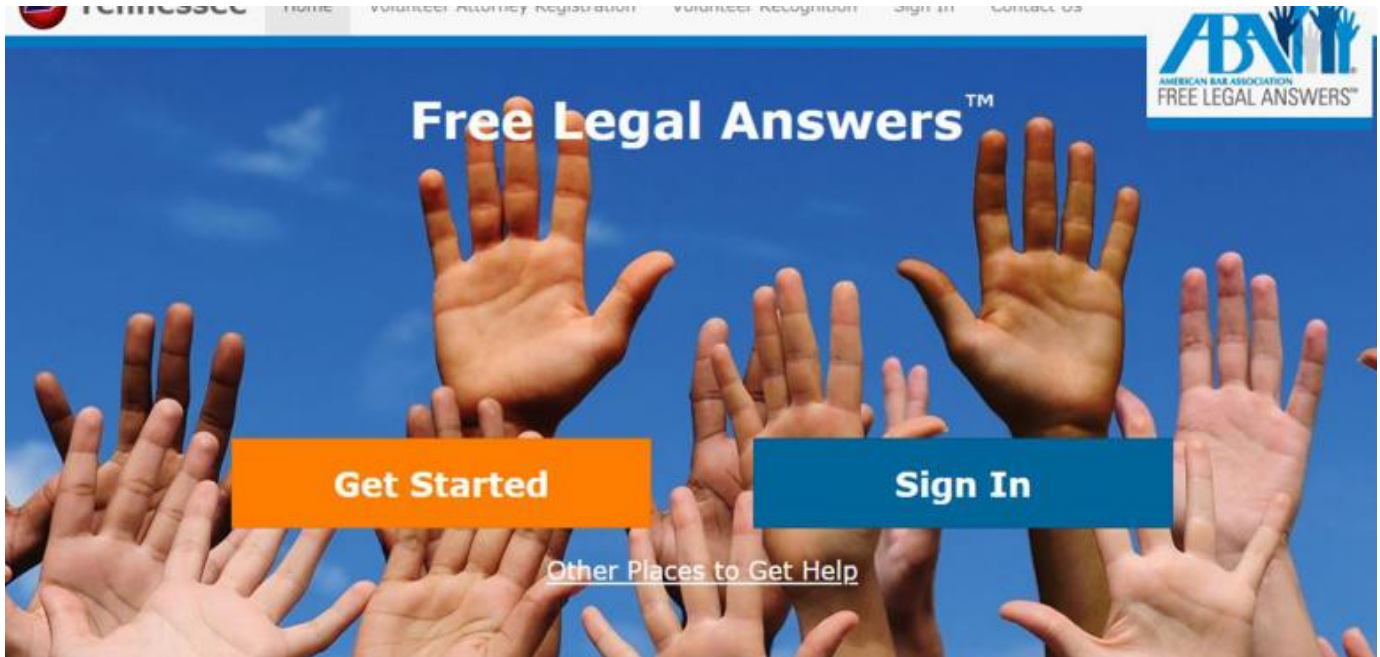 Tennessee Home Volunteer Attorney Registration Volunteer Recognition Sign In Contact Us
AMERICAN BAR ASSOCIATION
FREE LEGAL ANSWERS™
Free Legal Answers™
Get Started Sign In
Other Places to Get Help